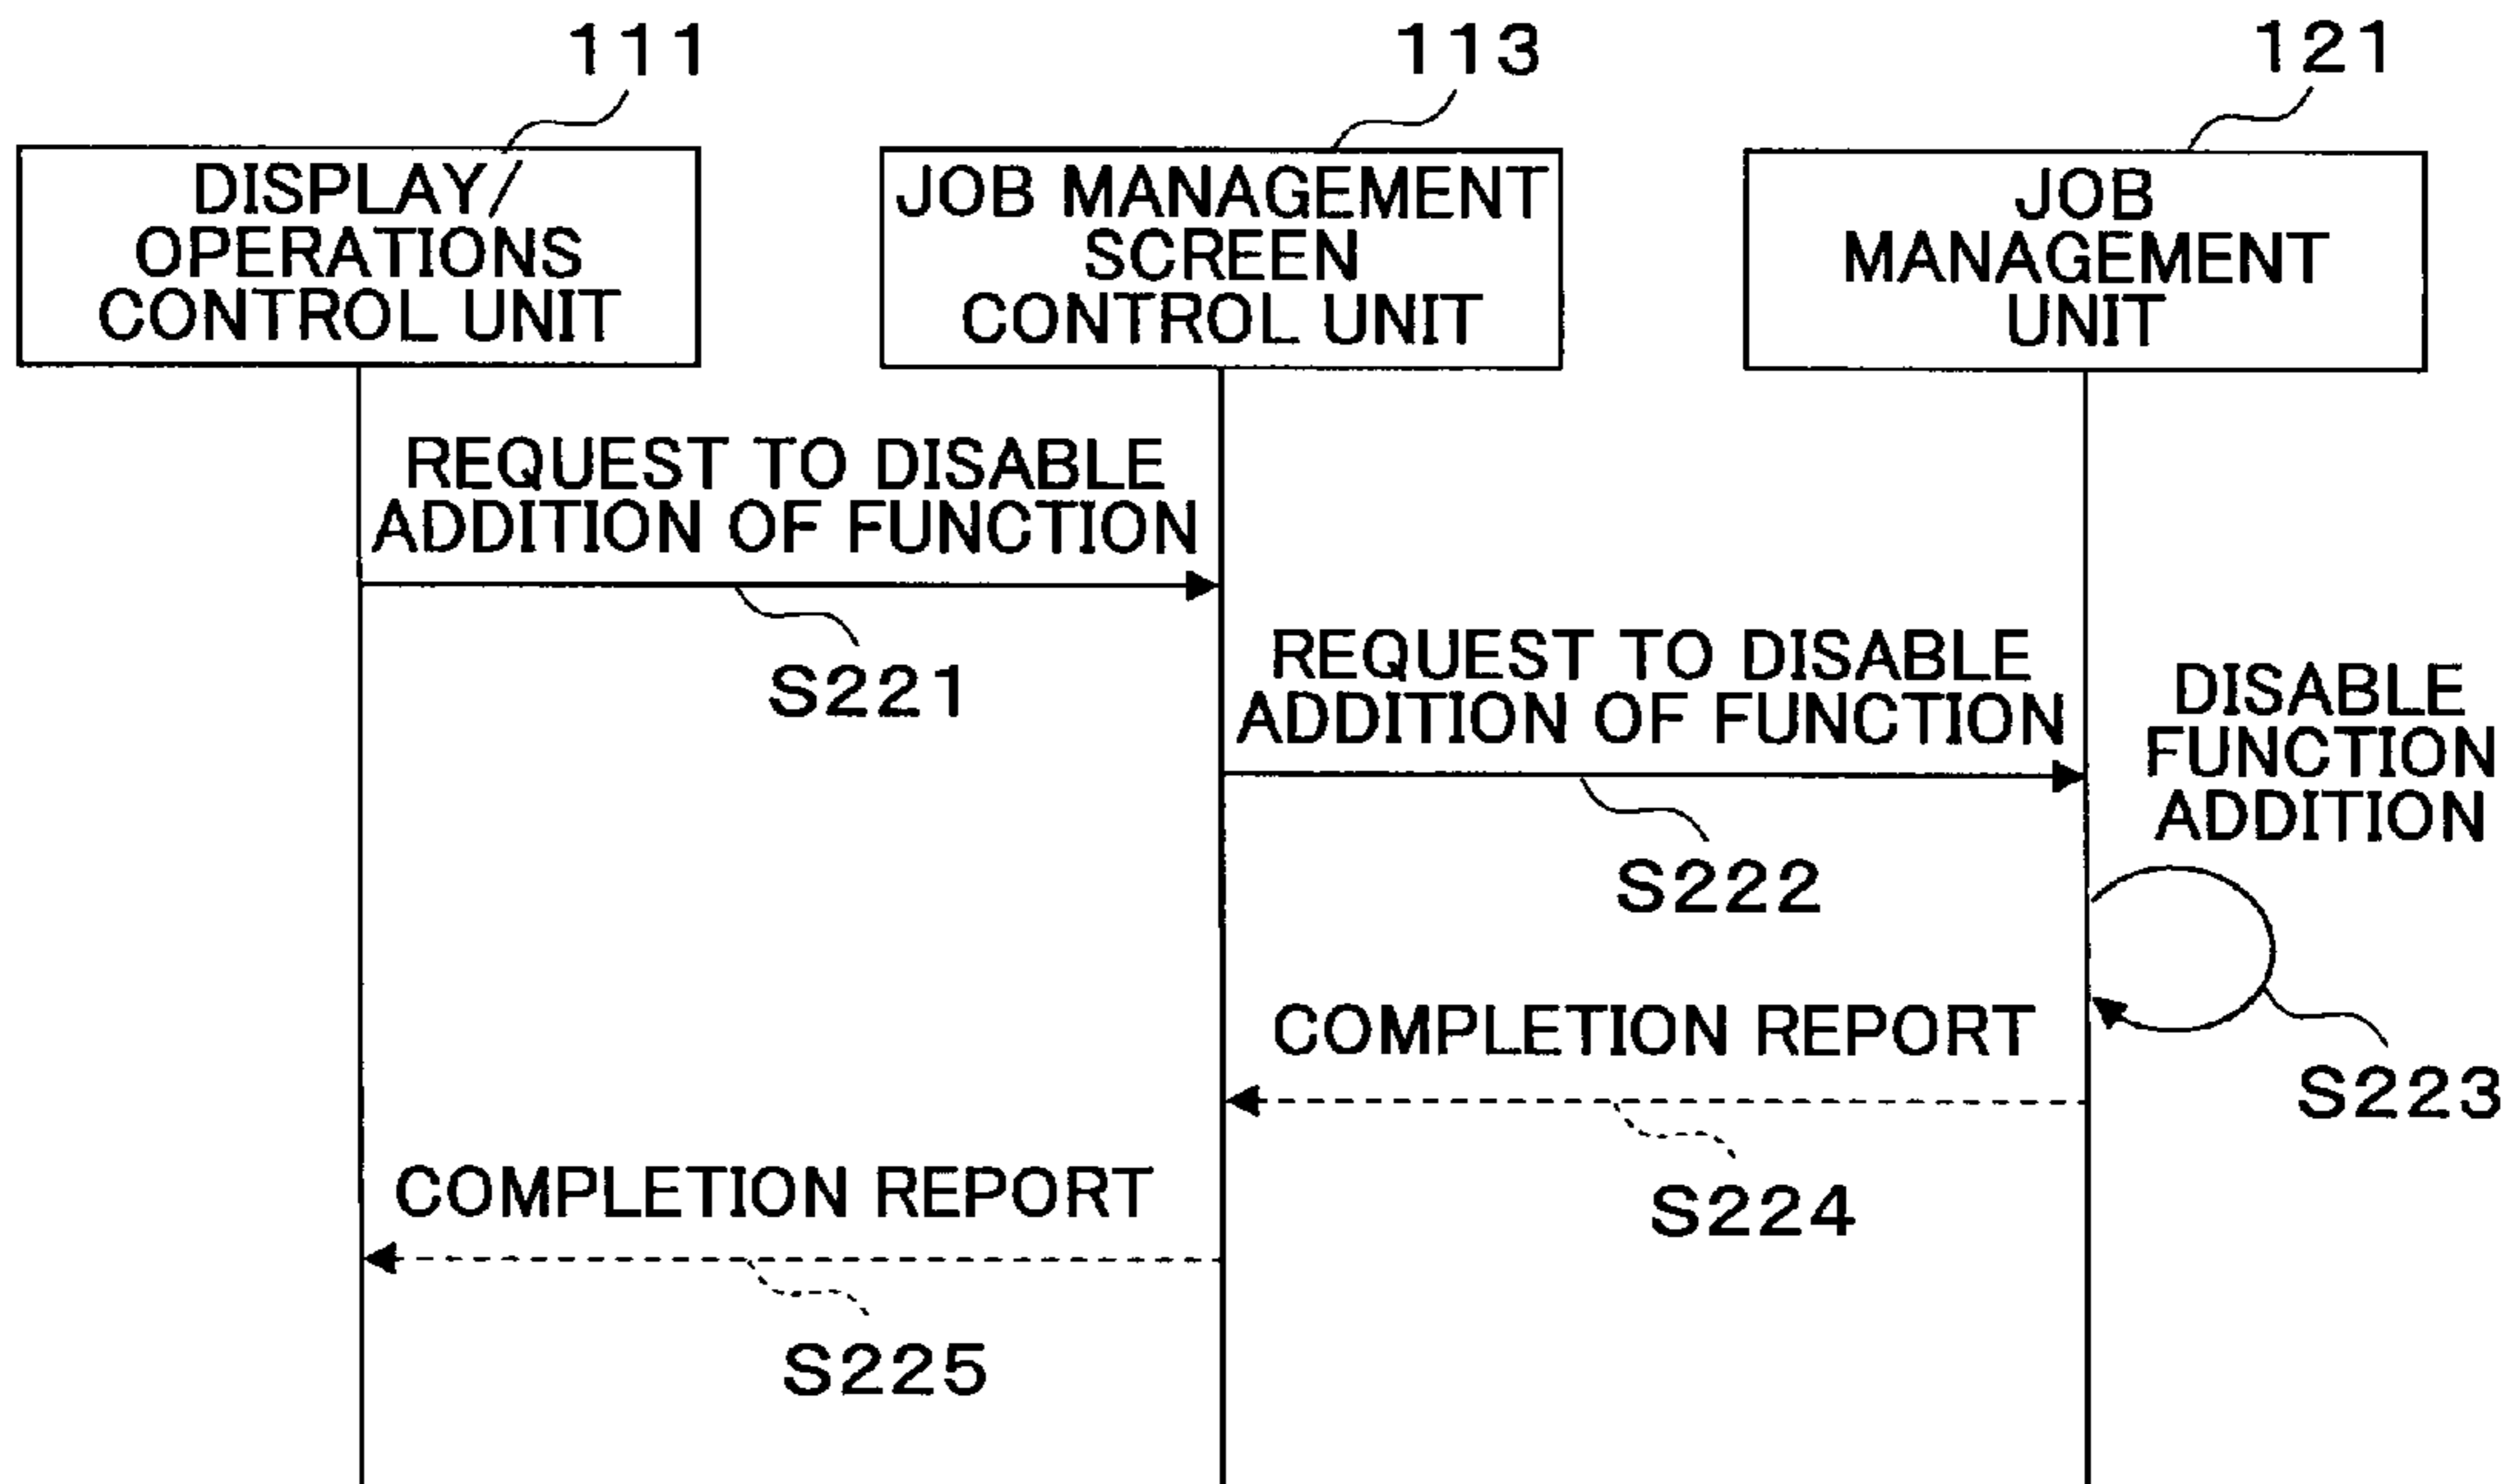 111
113
121
DISPLAY/
OPERATIONS
CONTROL UNIT
JOB MANAGEMENT
SCREEN
CONTROL UNIT
JOB
MANAGEMENT
UNIT
REQUEST TO DISABLE
ADDITION OF FUNCTION
S221
REQUEST TO DISABLE
ADDITION OF FUNCTION
S222
DISABLE
FUNCTION
ADDITION
S223
COMPLETION REPORT
S224
COMPLETION REPORT
S225